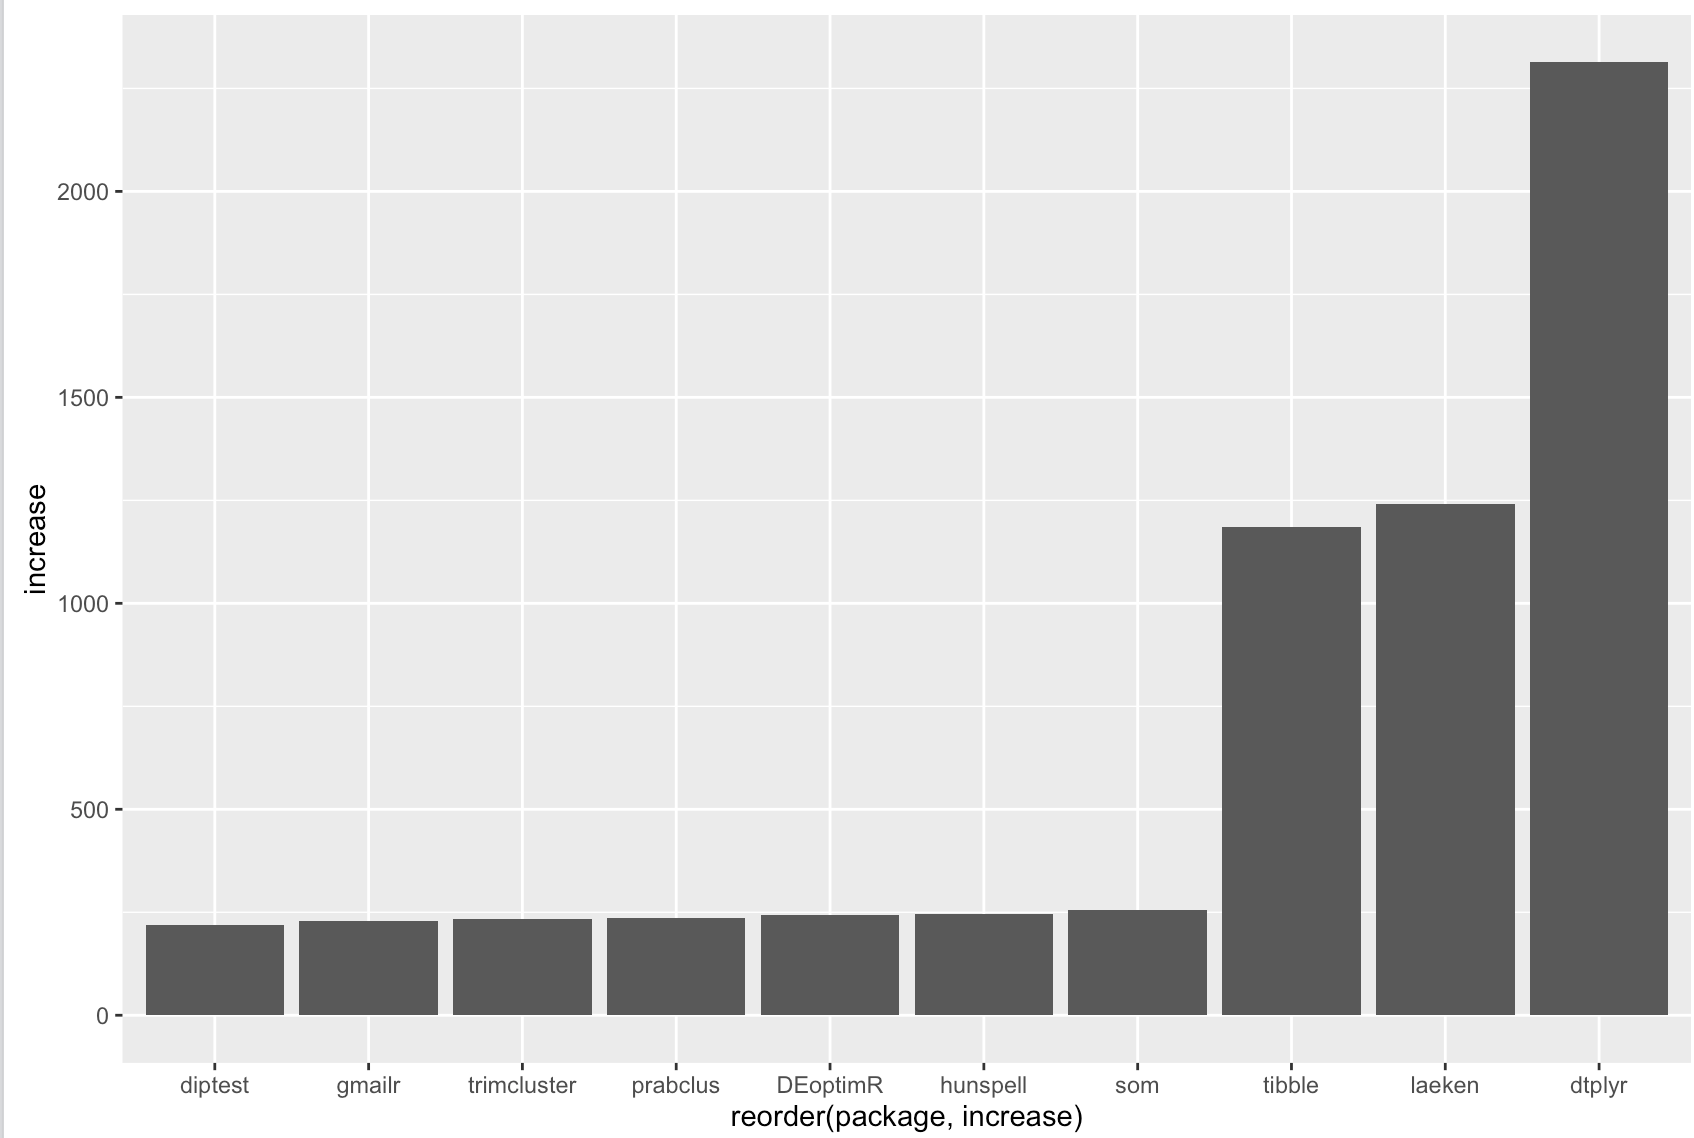 2000
1500
1000
500
0
increase
diptest gmailr trimcluster prabclus DEoptimR hunspell som tibble laeken dtplyr
reorder(package, increase)